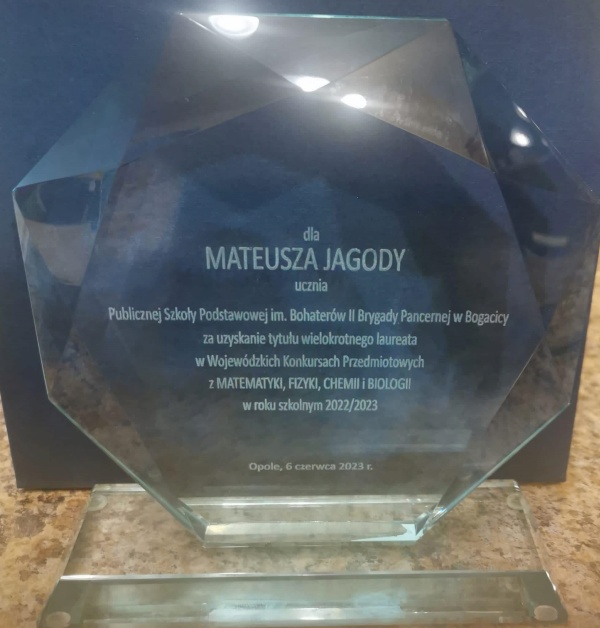 dla
MATEUSZA JAGODY
ucznia
Publicznej Szkoły Podstawowej im. Bohaterów II Brygady Pancernej w Bogacicy
za uzyskanie tytułu wielokrotnego laureata
w Wojewódzkich Konkursach Przedmiotowych
z MATEMATYKI, FIZYKI, CHEMII i BIOLOGII
w roku szkolnym 2022/2023
Opole, 6 czerwca 2023 r.